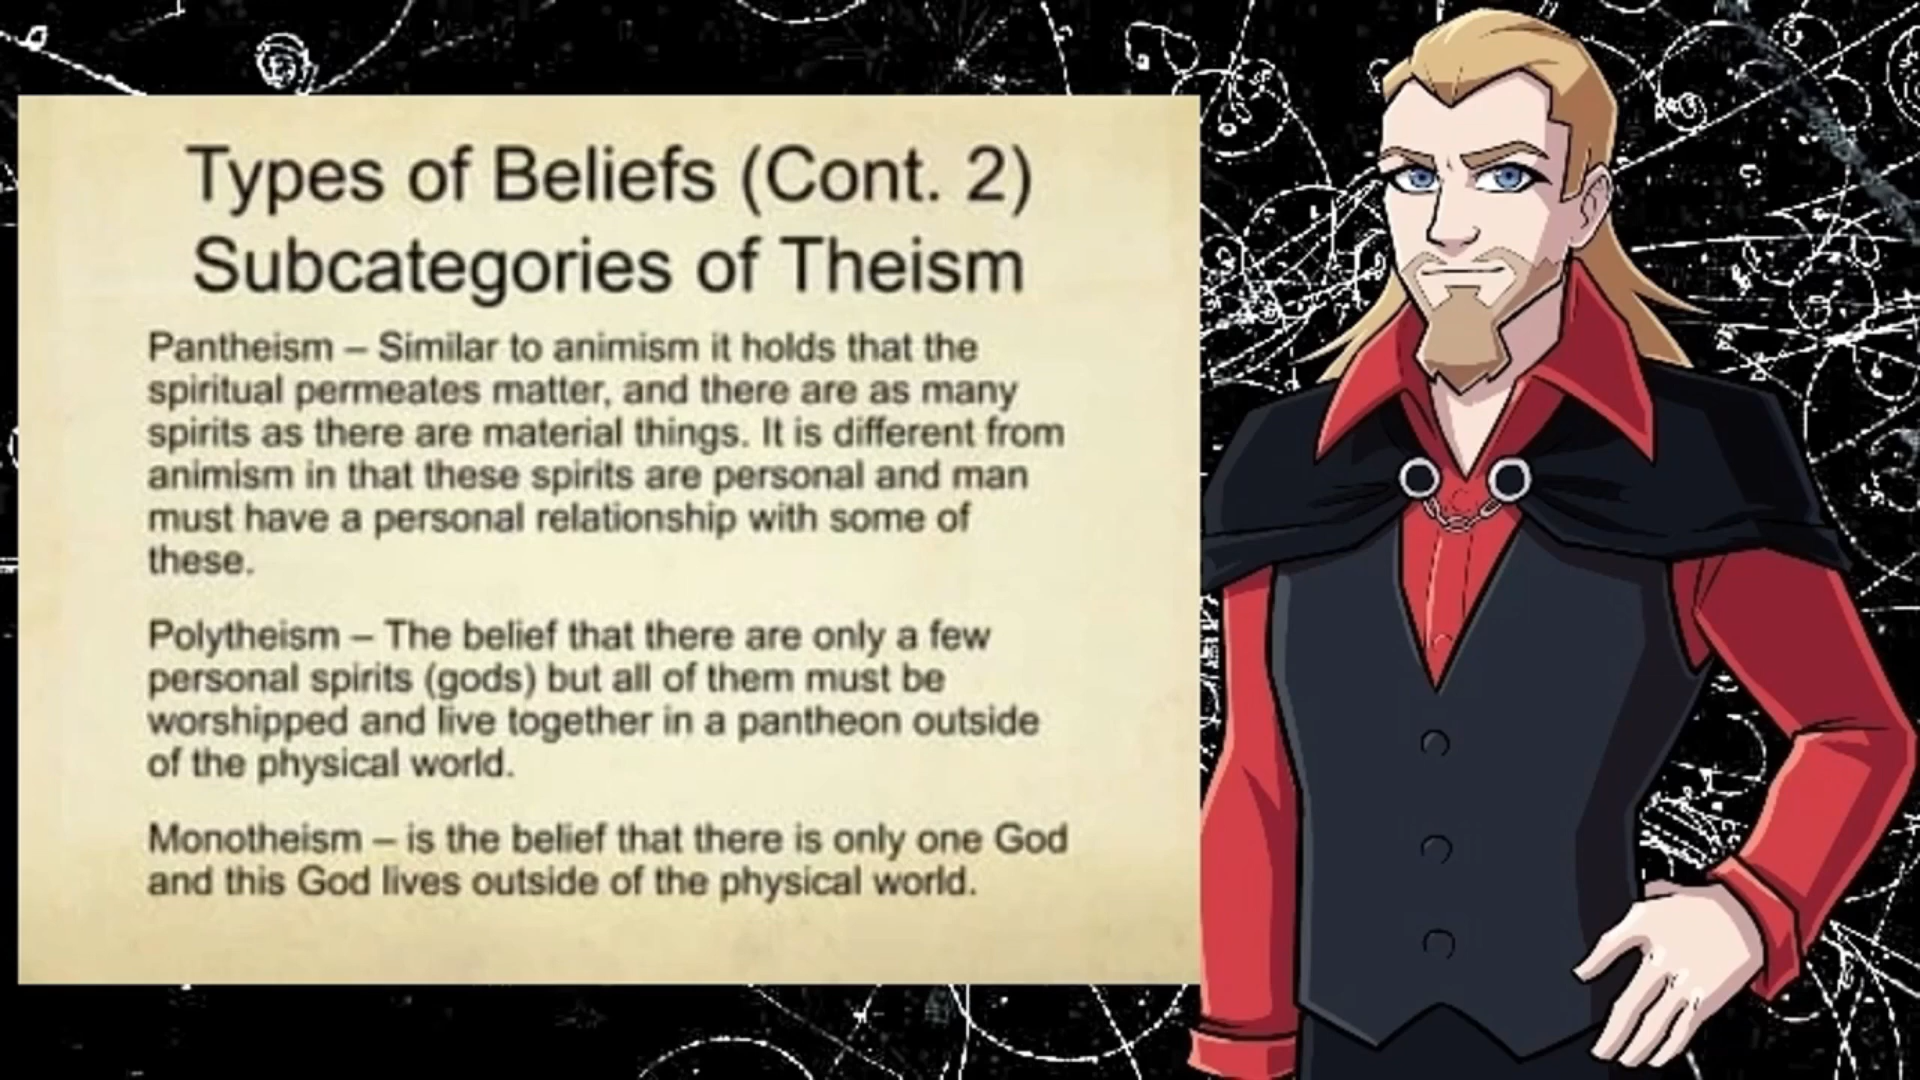 Types of Beliefs (Cont. 2)
Subcategories of Theism
Pantheism – Similar to animism it holds that the
spiritual permeates matter, and there are as many
spirits as there are material things. It is different from
animism in that these spirits are personal and man
must have a personal relationship with some of
these.
Polytheism – The belief that there are only a few
personal spirits (gods) but all of them must be
worshipped and live together in a pantheon outside
of the physical world.
Monotheism – is the belief that there is only one God
and this God lives outside of the physical world.